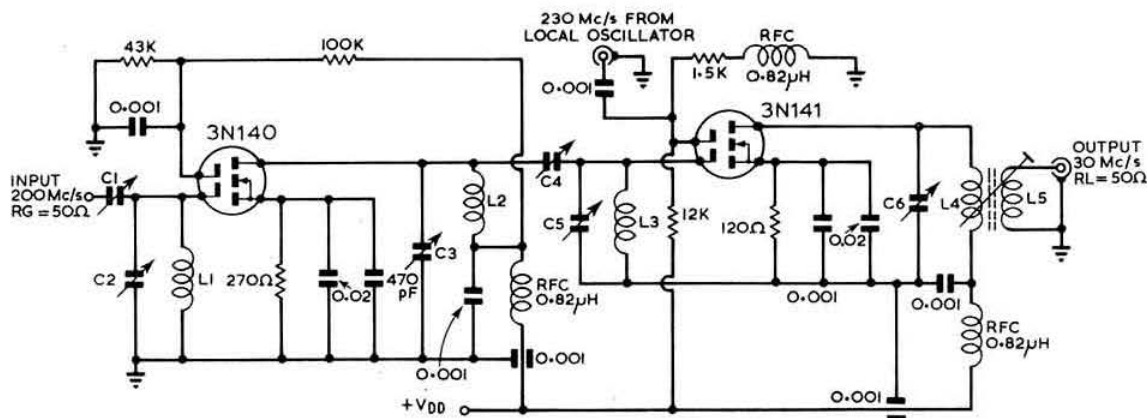 230 Mc/s FROM
LOCAL OSCILLATOR
RFC
43K
100K
1.5K
0.82µH
0.001
0.001
3N140
3N141
INPUT
200 Mc/s
RG = 50Ω
C1
C4
OUTPUT
30 Mc/s
RL = 50Ω
L2
C5
L3
12K
120Ω
C6
L4
L5
C2
L1
270Ω
0.02
470
pF
C3
RFC
0.82µH
0.02
0.001
0.001
0.001
0.001
RFC
0.82µH
+VDD
0.001